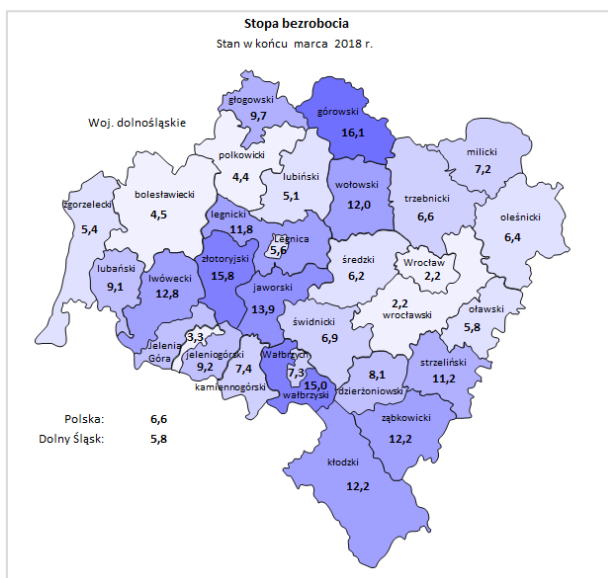 Stopa bezrobocia
Stan w końcu marca 2018 r.
Woj. dolnośląskie
głogowski
9,7
górowski
16,1
milicki
7,2
polkowicki
4,4
lubiński
5,1
wołowski
12,0
trzebnicki
6,6
oleśnicki
6,4
zgorzelecki
5,4
bolesławiecki
4,5
legnicki
11,8
Legnica
5,6
złotoryjski
15,8
średzki
6,2
Wrocław
2,2
lubański
9,1
lwówecki
12,8
jaworski
13,9
2,2
wrocławski
oławski
5,8
świdnicki
6,9
3,3
Jelenia
Góra
jeleniogórski
9,2
7,4
kamiennogórski
Wałbrzych
7,3
15,0
wałbrzyski
8,1
dzierżoniowski
strzeliński
11,2
ząbkowicki
12,2
kłodzki
12,2
Polska: 6,6
Dolny Śląsk: 5,8